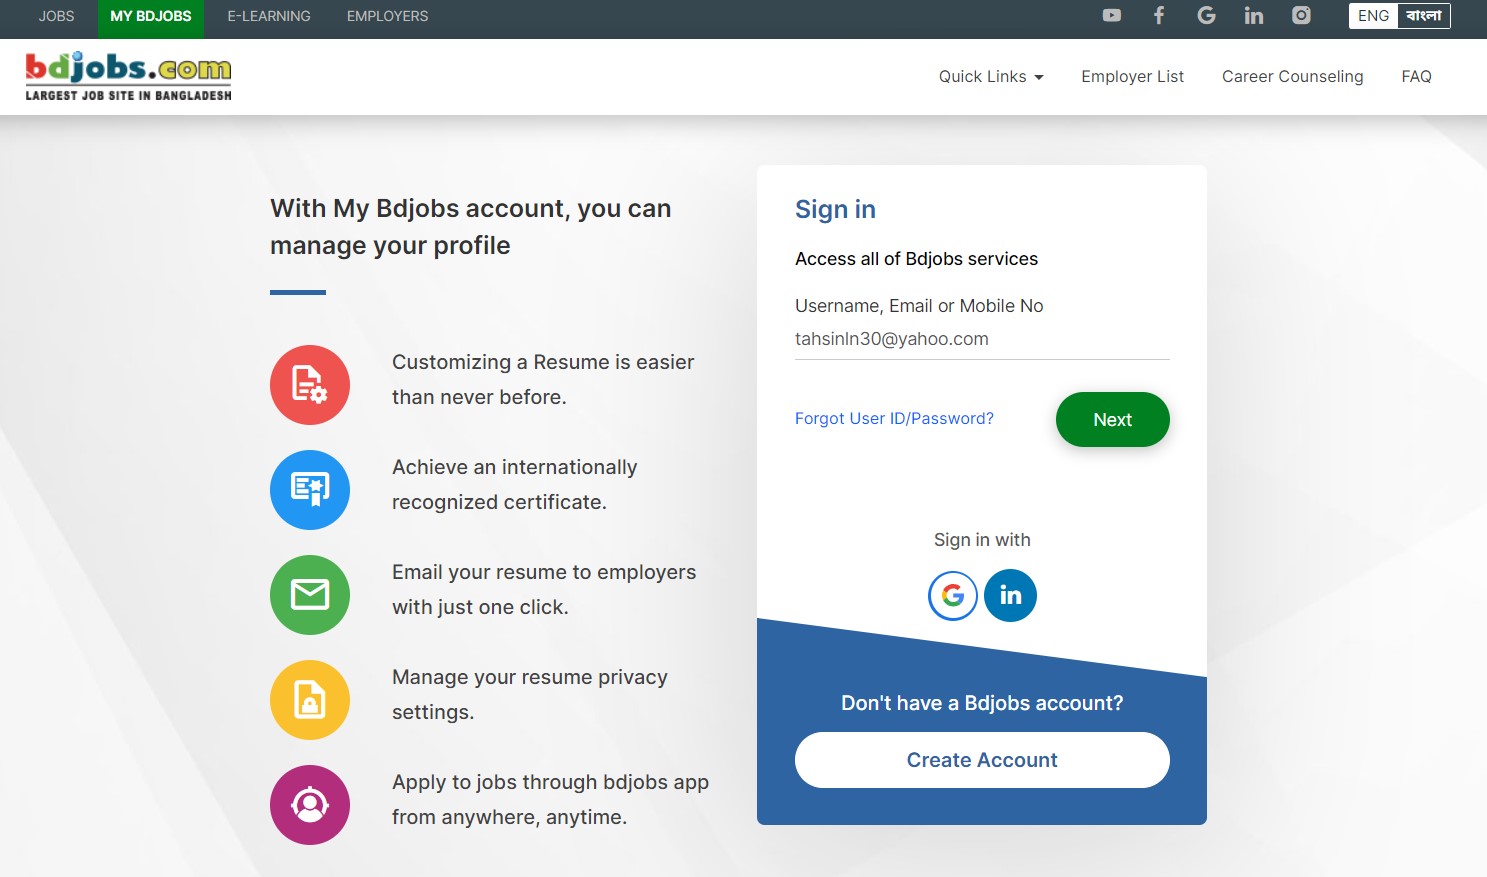 JOBS MY BDJOBS E-LEARNING EMPLOYERS ENG বাংলা
bdjobs.com
LARGEST JOB SITE IN BANGLADESH
Quick Links Employer List Career Counseling FAQ
With My Bdjobs account, you can
manage your profile
Customizing a Resume is easier
than never before.
Achieve an internationally
recognized certificate.
Email your resume to employers
with just one click.
Manage your resume privacy
settings.
Apply to jobs through bdjobs app
from anywhere, anytime.
Sign in
Access all of Bdjobs services
Username, Email or Mobile No
tahsinln30@yahoo.com
Forgot User ID/Password? Next
Sign in with
Don't have a Bdjobs account?
Create Account